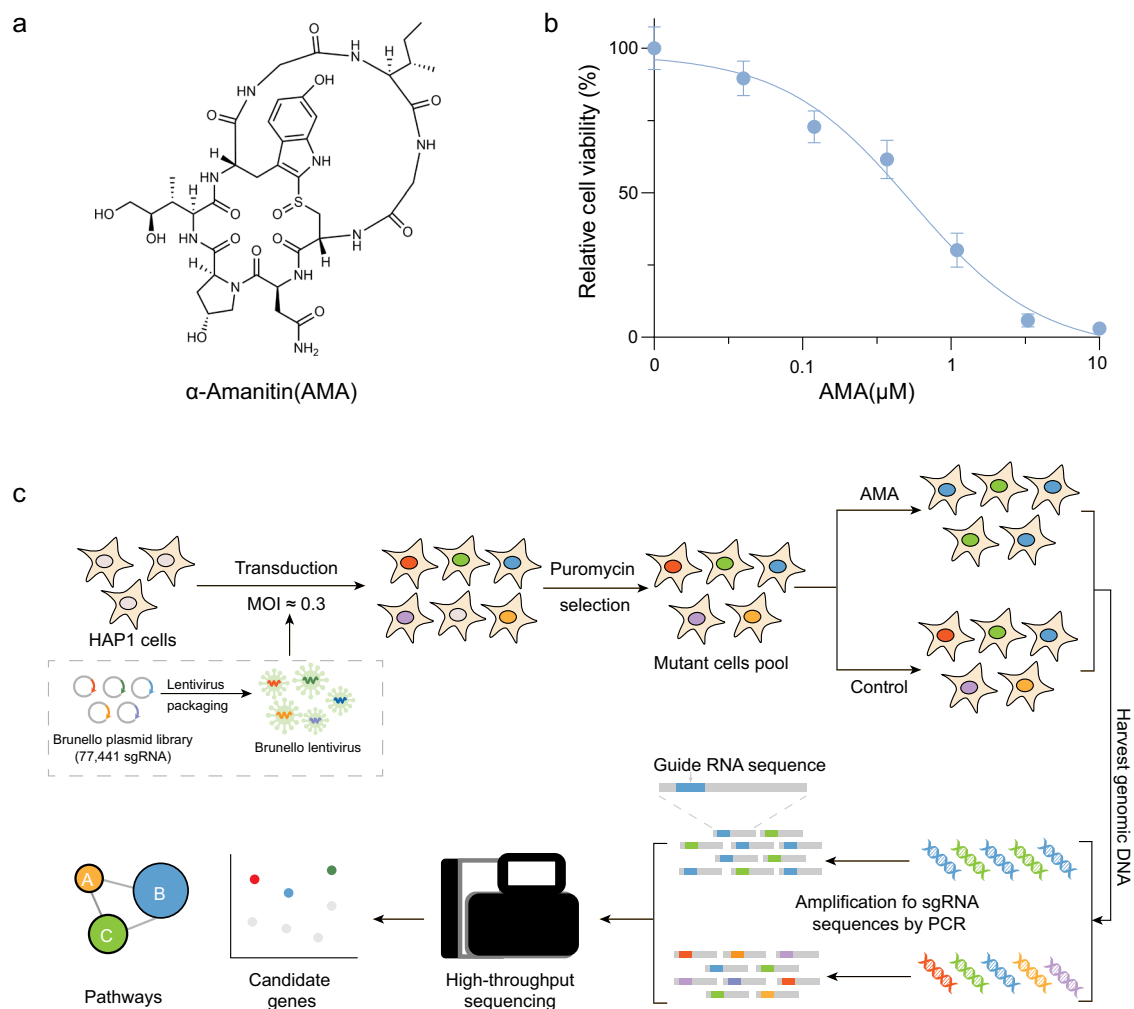 a
O
H
N
H
N
O
HN
O
OH
H
NH
O
NH
H
N
S
O
O
N
H
O
HO
OH
H
O
HN
O
O
H
NH
H
N
O
O
NH2
HO
α-Amanitin(AMA)
b
Relative cell viability (%)
100
50
0
0
0.1
1
10
AMA(µM)
c
HAP1 cells
Transduction
MOI ≈ 0.3
Puromycin
selection
Mutant cells pool
AMA
Control
Lentivirus
packaging
Brunello plasmid library
(77,441 sgRNA)
Brunello lentivirus
Harvest genomic DNA
Guide RNA sequence
Amplification fo sgRNA
sequences by PCR
High-throughput
sequencing
Candidate
genes
A
B
C
Pathways